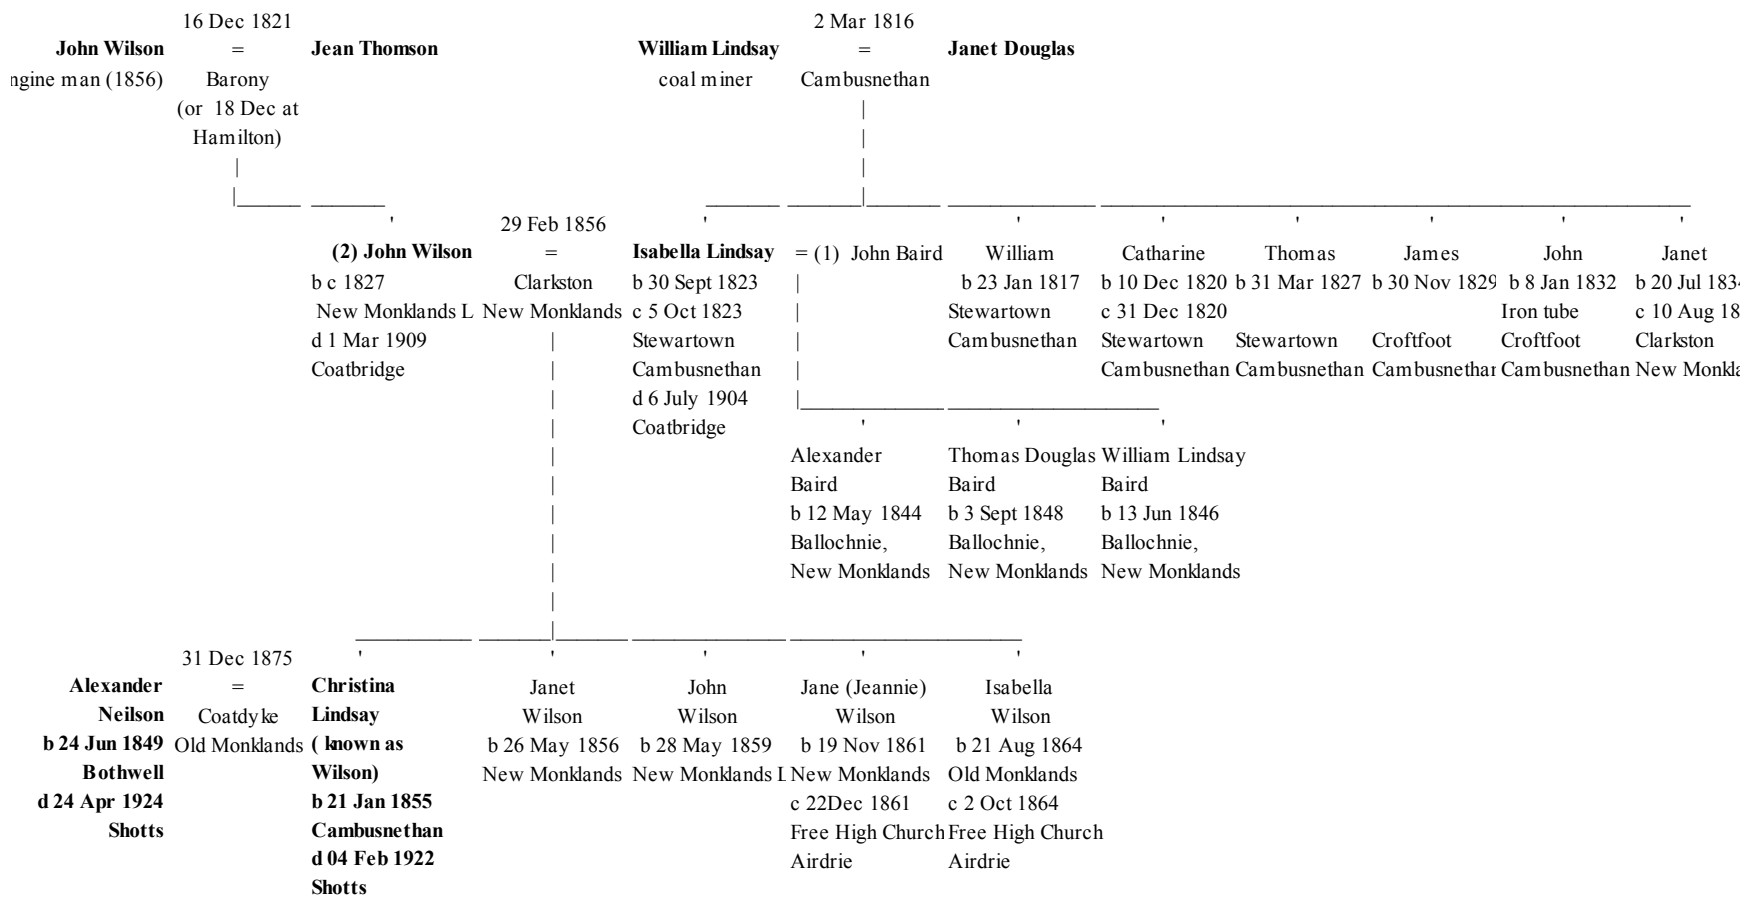 16 Dec 1821 2 Mar 1816
John Wilson = Jean Thomson William Lindsay = Janet Douglas
ngine man (1856) Barony coal miner Cambusnethan
(or 18 Dec at
Hamilton)
29 Feb 1856
(2) John Wilson = Isabella Lindsay = (1) John Baird William Catharine Thomas James John Janet
b c 1827 Clarkston b 30 Sept 1823 b 23 Jan 1817 b 10 Dec 1820 b 31 Mar 1827 b 30 Nov 1829 b 8 Jan 1832 b 20 Jul 1834
New Monklands L New Monklands c 5 Oct 1823 Stewartown c 31 Dec 1820 Iron tube c 10 Aug 18
d 1 Mar 1909 Stewartown Cambusnethan Stewartown Stewartown Croftfoot Croftfoot Clarkston
Coatbridge Cambusnethan Cambusnethan Cambusnethan Cambusnethan Cambusnethan New Monkla
d 6 July 1904
Coatbridge
Alexander Thomas Douglas William Lindsay
Baird Baird Baird
b 12 May 1844 b 3 Sept 1848 b 13 Jun 1846
Ballochnie, Ballochnie, Ballochnie,
New Monklands New Monklands New Monklands
31 Dec 1875
Alexander = Christina Janet John Jane (Jeannie) Isabella
Neilson Coatdyke Lindsay Wilson Wilson Wilson Wilson
b 24 Jun 1849 Old Monklands ( known as b 26 May 1856 b 28 May 1859 b 19 Nov 1861 b 21 Aug 1864
Bothwell Wilson) New Monklands New Monklands L New Monklands Old Monklands
d 24 Apr 1924 b 21 Jan 1855 c 22Dec 1861 c 2 Oct 1864
Shotts Cambusnethan Free High Church Free High Church
d 04 Feb 1922 Airdrie Airdrie
Shotts